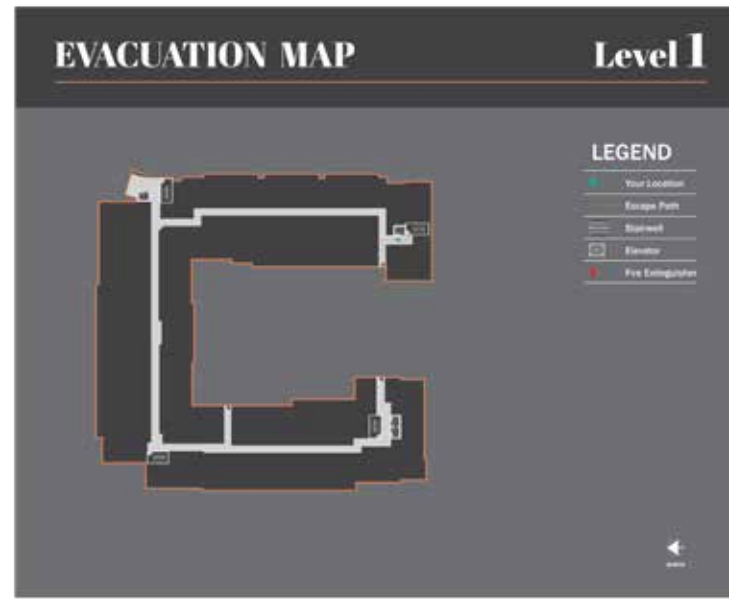 EVACUATION MAP
Level 1
LEGEND
Your Location
Escape Path
Stairwell
Elevator
Fire Extinguisher